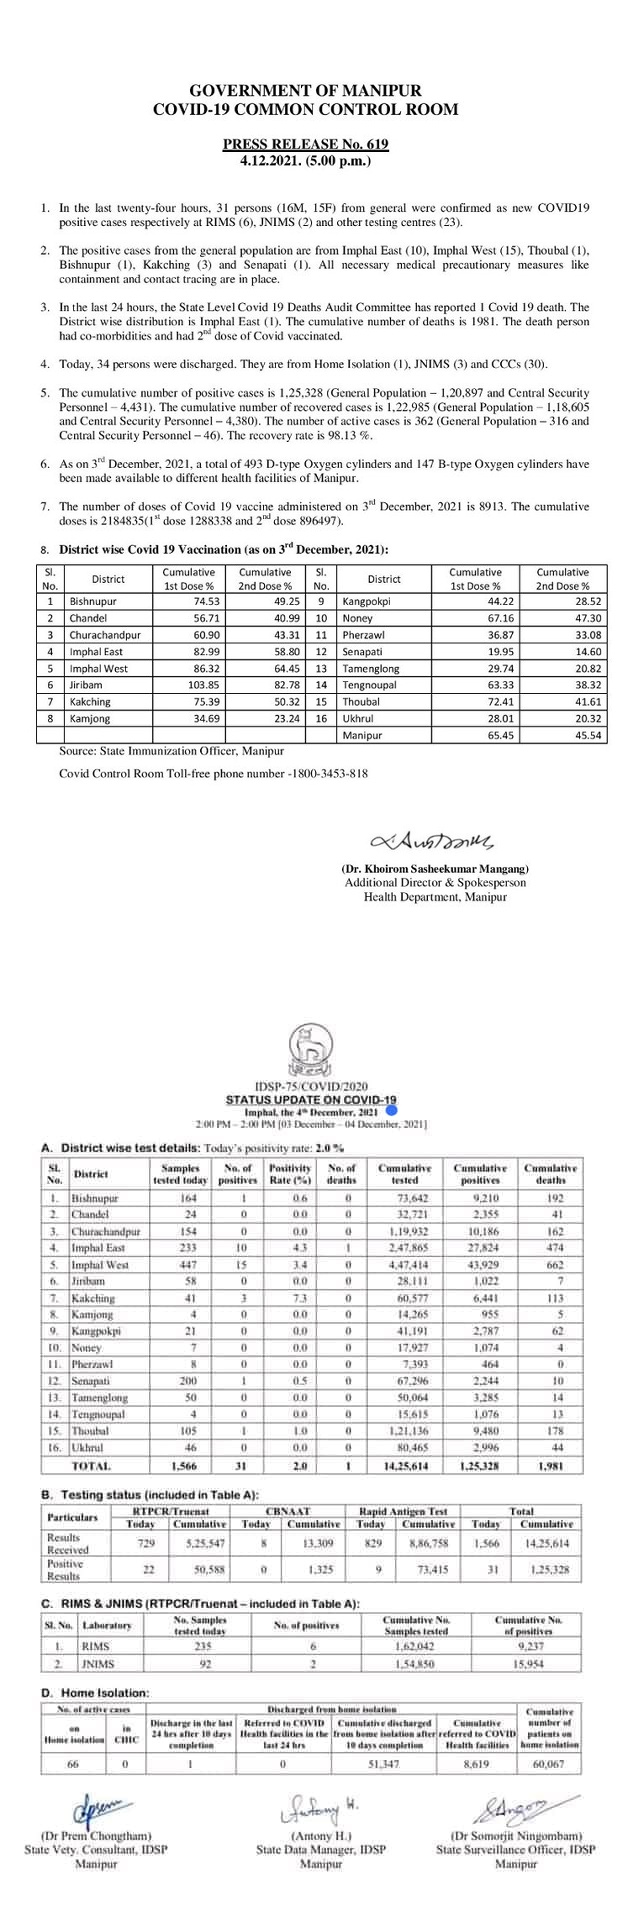 GOVERNMENT OF MANIPUR
COVID-19 COMMON CONTROL ROOM
PRESS RELEASE No. 619
4.12.2021. (5.00 p.m.)
1. In the last twenty-four hours, 31 persons (16M, 15F) from general were confirmed as new COVID19
positive cases respectively at RIMS (6), JNIMS (2) and other testing centres (23).
2. The positive cases from the general population are from Imphal East (10), Imphal West (15), Thoubal (1),
Bishnupur (1), Kakching (3) and Senapati (1). All necessary medical precautionary measures like
containment and contact tracing are in place.
3. In the last 24 hours, the State Level Covid 19 Deaths Audit Committee has reported 1 Covid 19 death. The
District wise distribution is Imphal East (1). The cumulative number of deaths is 1981. The death person
had co-morbidities and had 2nd dose of Covid vaccinated.
4. Today, 34 persons were discharged. They are from Home Isolation (1), JNIMS (3) and CCCs (30).
5. The cumulative number of positive cases is 1,25,328 (General Population – 1,20,897 and Central Security
Personnel – 4,431). The cumulative number of recovered cases is 1,22,985 (General Population – 1,18,605
and Central Security Personnel – 4,380). The number of active cases is 362 (General Population – 316 and
Central Security Personnel – 46). The recovery rate is 98.13 %.
6. As on 3rd December, 2021, a total of 493 D-type Oxygen cylinders and 147 B-type Oxygen cylinders have
been made available to different health facilities of Manipur.
7. The number of doses of Covid 19 vaccine administered on 3rd December, 2021 is 8913. The cumulative
doses is 2184835(1st dose 1288338 and 2nd dose 896497).
8. District wise Covid 19 Vaccination (as on 3rd December, 2021):
Sl. No. District Cumulative 1st Dose % Cumulative 2nd Dose % Sl. No. District Cumulative 1st Dose % Cumulative 2nd Dose %
1 Bishnupur 74.53 49.25 9 Kangpokpi 44.22 28.52
2 Chandel 56.71 40.99 10 Noney 67.16 47.30
3 Churachandpur 60.90 43.31 11 Pherzawl 36.87 33.08
4 Imphal East 82.99 58.80 12 Senapati 19.95 14.60
5 Imphal West 86.32 64.45 13 Tamenglong 29.74 20.82
6 Jiribam 103.85 82.78 14 Tengnoupal 63.33 38.32
7 Kakching 75.39 50.32 15 Thoubal 72.41 41.61
8 Kamjong 34.69 23.24 16 Ukhrul 28.01 20.32
Manipur 65.45 45.54
Source: State Immunization Officer, Manipur
Covid Control Room Toll-free phone number -1800-3453-818
(Dr. Khoirom Sasheekumar Mangang)
Additional Director & Spokesperson
Health Department, Manipur
IDSP-75/COVID/2020
STATUS UPDATE ON COVID-19
Imphal, the 4th December, 2021
2:00 PM – 2:00 PM [03 December – 04 December, 2021]
A. District wise test details: Today's positivity rate: 2.0 %
Sl. No. District Samples tested today No. of positives Positivity Rate (%) No. of deaths Cumulative tested Cumulative positives Cumulative deaths
1. Bishnupur 164 1 0.6 0 73,642 9,210 192
2. Chandel 24 0 0.0 0 32,721 2,355 41
3. Churachandpur 154 0 0.0 0 1,19,932 10,186 162
4. Imphal East 233 10 4.3 1 2,47,865 27,824 474
5. Imphal West 447 15 3.4 0 4,47,414 43,929 662
6. Jiribam 58 0 0.0 0 28,111 1,022 7
7. Kakching 41 3 7.3 0 60,577 6,441 113
8. Kamjong 4 0 0.0 0 14,265 955 5
9. Kangpokpi 21 0 0.0 0 41,191 2,787 62
10. Noney 7 0 0.0 0 17,927 1,074 4
11. Pherzawl 8 0 0.0 0 7,393 464 0
12. Senapati 200 1 0.5 0 67,296 2,244 10
13. Tamenglong 50 0 0.0 0 50,064 3,285 14
14. Tengnoupal 4 0 0.0 0 15,615 1,076 13
15. Thoubal 105 1 1.0 0 1,21,136 9,480 178
16. Ukhrul 46 0 0.0 0 80,465 2,996 44
TOTAL 1,566 31 2.0 1 14,25,614 1,25,328 1,981
B. Testing status (included in Table A):
Particulars RTPCR/Truenat CBNAAT Rapid Antigen Test Total
Today Cumulative Today Cumulative Today Cumulative Today Cumulative
Results Received 729 5,25,547 8 13,309 829 8,86,758 1,566 14,25,614
Positive Results 22 50,588 0 1,325 9 73,415 31 1,25,328
C. RIMS & JNIMS (RTPCR/Truenat – included in Table A):
Sl. No. Laboratory No. Samples tested today No. of positives Cumulative No. Samples tested Cumulative No. of positives
1. RIMS 235 6 1,62,042 9,237
2. JNIMS 92 2 1,54,850 15,954
D. Home Isolation:
No. of active cases Discharged from home isolation Cumulative number of patients on home isolation
on Home isolation in CHC Discharge in the last 24 hrs after 10 days completion Referred to COVID Health facilities in the last 24 hrs Cumulative discharged from home isolation after 10 days completion Cumulative referred to COVID Health facilities
66 0 1 0 51,347 8,619 60,067
(Dr Prem Chongtham) (Antony H.) (Dr Somorjit Ningombam)
State Vety. Consultant, IDSP State Data Manager, IDSP State Surveillance Officer, IDSP
Manipur Manipur Manipur